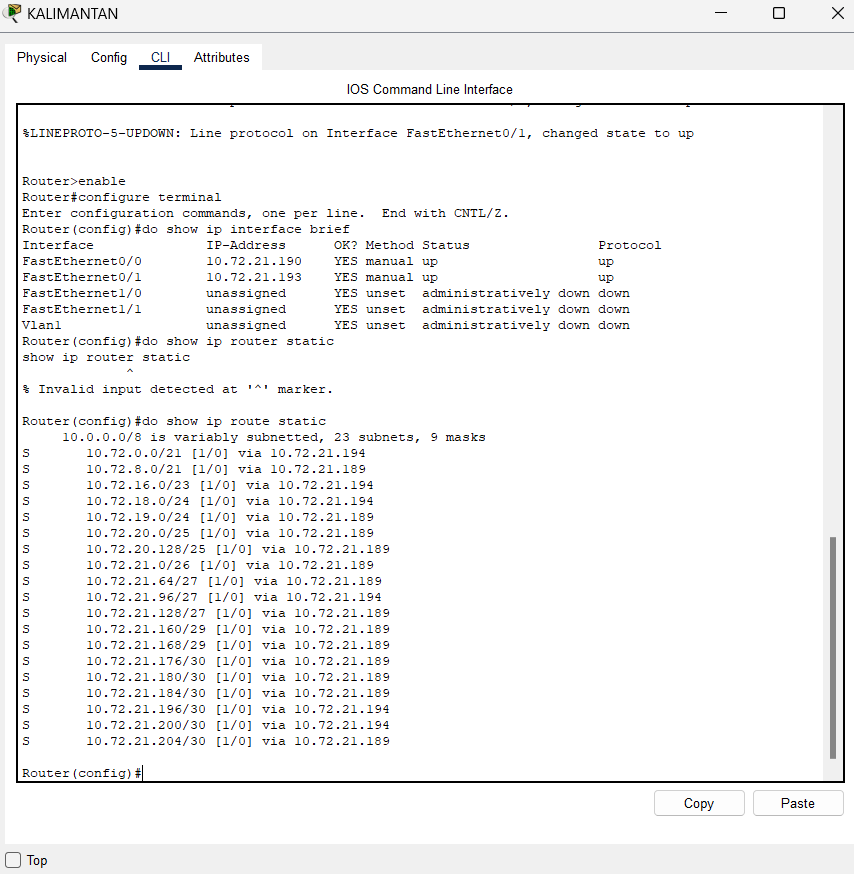 KALIMANTAN
Physical Config CLI Attributes
IOS Command Line Interface
%LINEPROTO-5-UPDOWN: Line protocol on Interface FastEthernet0/1, changed state to up
Router>enable
Router#configure terminal
Enter configuration commands, one per line.  End with CNTL/Z.
Router(config)#do show ip interface brief
Interface              IP-Address      OK? Method Status                Protocol
FastEthernet0/0        10.72.21.190    YES manual up                    up
FastEthernet0/1        10.72.21.193    YES manual up                    up
FastEthernet1/0        unassigned      YES unset  administratively down down
FastEthernet1/1        unassigned      YES unset  administratively down down
Vlan1                  unassigned      YES unset  administratively down down
Router(config)#do show ip router static
show ip router static
^
% Invalid input detected at '^' marker.
Router(config)#do show ip route static
10.0.0.0/8 is variably subnetted, 23 subnets, 9 masks
S       10.72.0.0/21 [1/0] via 10.72.21.194
S       10.72.8.0/21 [1/0] via 10.72.21.189
S       10.72.16.0/23 [1/0] via 10.72.21.194
S       10.72.18.0/24 [1/0] via 10.72.21.194
S       10.72.19.0/24 [1/0] via 10.72.21.189
S       10.72.20.0/25 [1/0] via 10.72.21.189
S       10.72.20.128/25 [1/0] via 10.72.21.189
S       10.72.21.0/26 [1/0] via 10.72.21.189
S       10.72.21.64/27 [1/0] via 10.72.21.189
S       10.72.21.96/27 [1/0] via 10.72.21.194
S       10.72.21.128/27 [1/0] via 10.72.21.189
S       10.72.21.160/29 [1/0] via 10.72.21.189
S       10.72.21.168/29 [1/0] via 10.72.21.189
S       10.72.21.176/30 [1/0] via 10.72.21.189
S       10.72.21.180/30 [1/0] via 10.72.21.189
S       10.72.21.184/30 [1/0] via 10.72.21.189
S       10.72.21.196/30 [1/0] via 10.72.21.194
S       10.72.21.200/30 [1/0] via 10.72.21.194
S       10.72.21.204/30 [1/0] via 10.72.21.189
Router(config)#
Copy Paste
Top